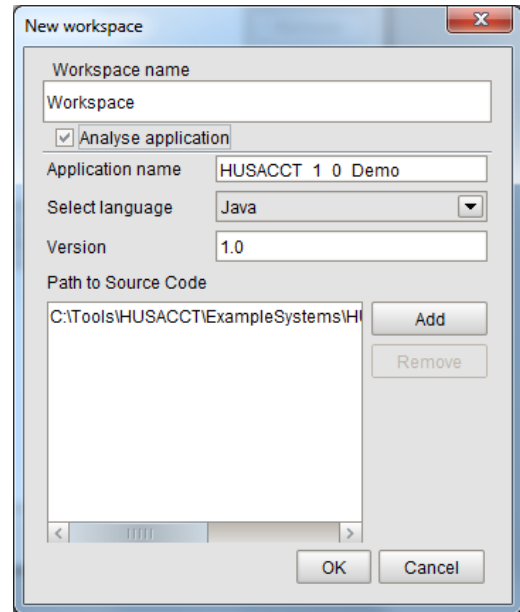 New workspace
Workspace name
Workspace
Analyse application
Application name HUSACCT 1 0 Demo
Select language Java
Version 1.0
Path to Source Code
C:\Tools\HUSACCT\ExampleSystems\HU
Add
Remove
OK Cancel